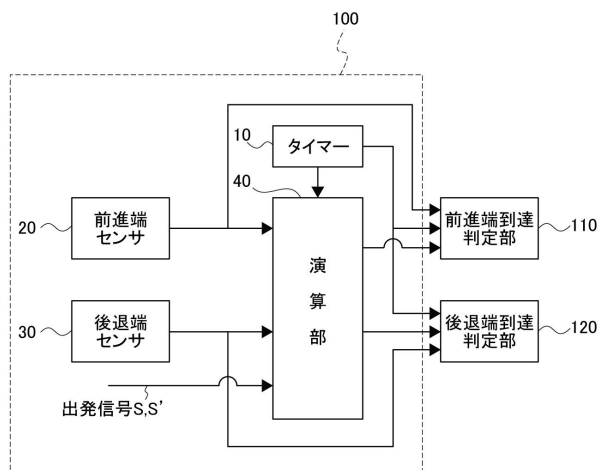 100
10
タイマー
40
20
前進端
センサ
演
算
部
前進端到達
判定部
110
30
後退端
センサ
後退端到達
判定部
120
出発信号S,S’